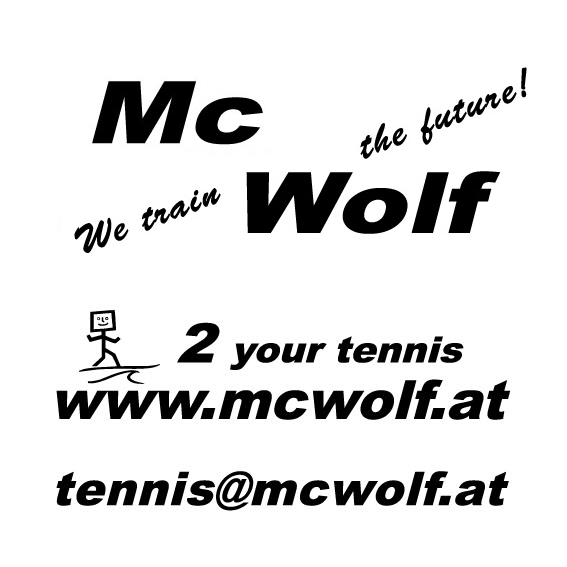 Mc
the future!
We train
Wolf
2 your tennis
www.mcwolf.at
tennis@mcwolf.at